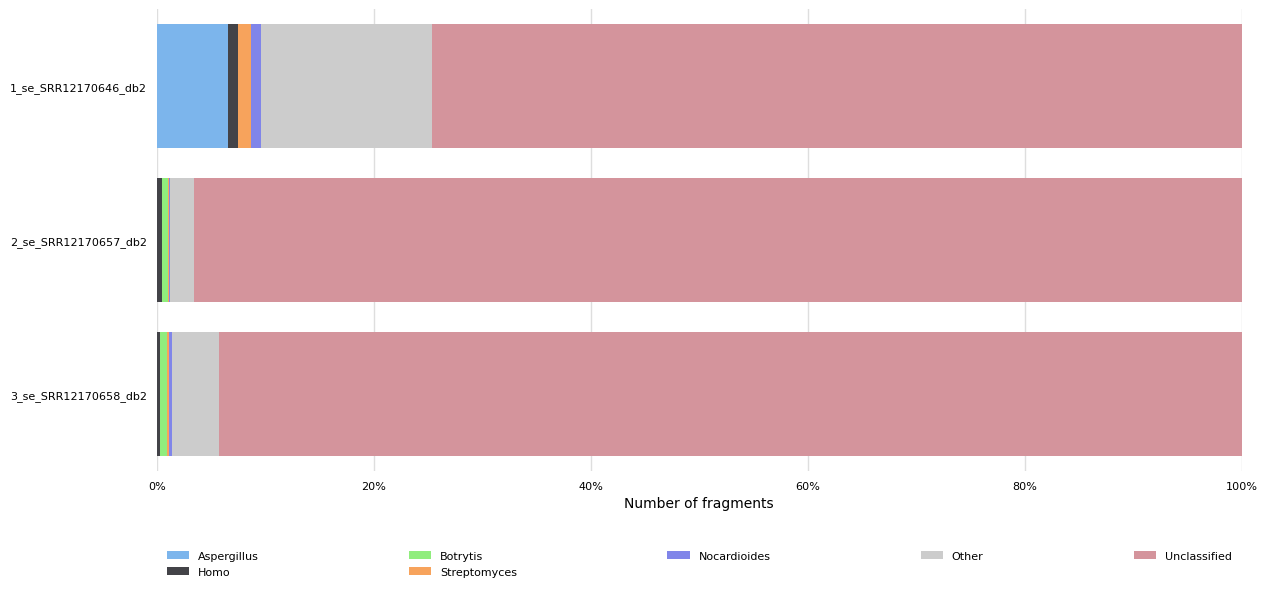 1_se_SRR12170646_db2
2_se_SRR12170657_db2
3_se_SRR12170658_db2
0% 20% 40% 60% 80% 100%
Number of fragments
Aspergillus Botrytis Nocardioides Other Unclassified
Homo Streptomyces